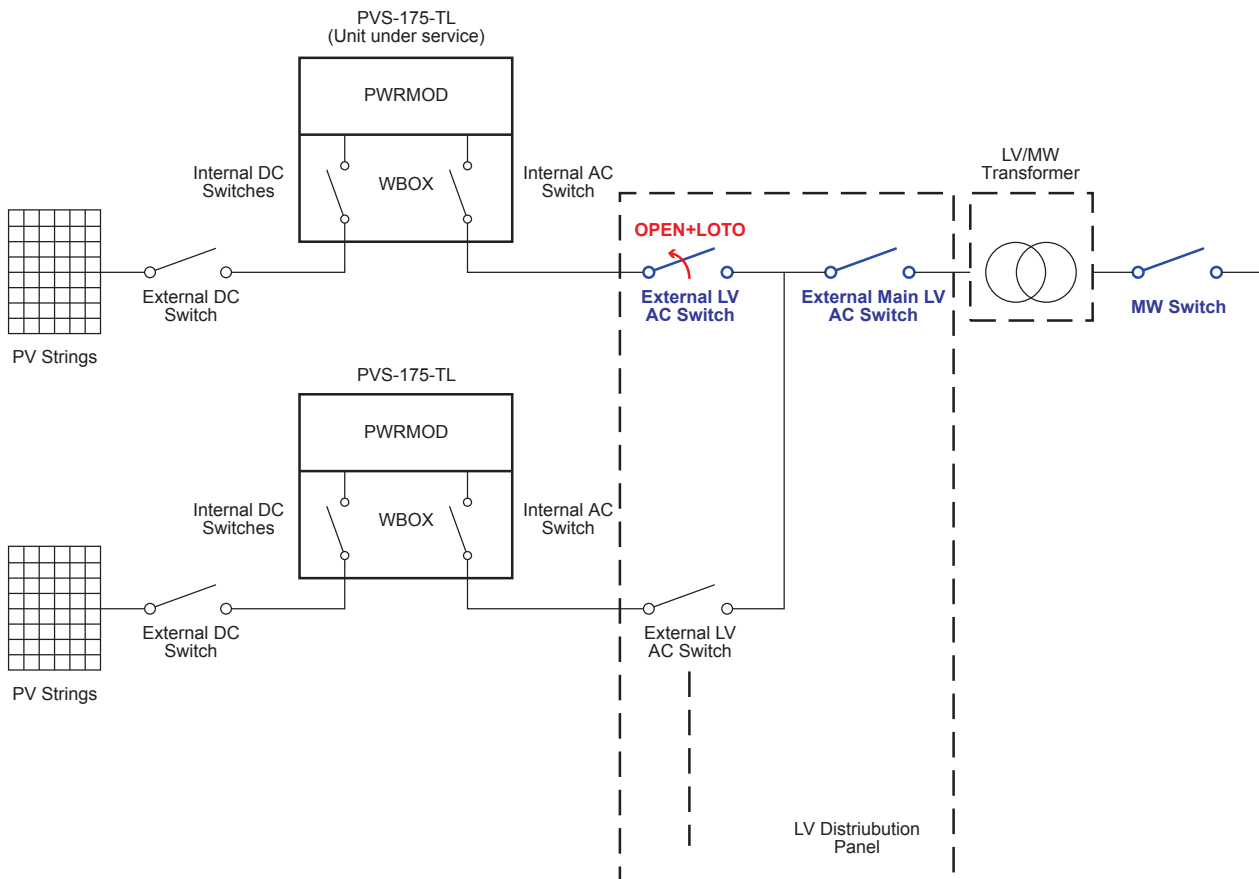 PVS-175-TL
(Unit under service)
PWRMOD
Internal DC
Switches
WBOX
Internal AC
Switch
LV/MW
Transformer
OPEN+LOTO
External DC
Switch
External LV
AC Switch
External Main LV
AC Switch
MW Switch
PV Strings
PVS-175-TL
PWRMOD
Internal DC
Switches
WBOX
Internal AC
Switch
External DC
Switch
External LV
AC Switch
PV Strings
LV Distriubution
Panel